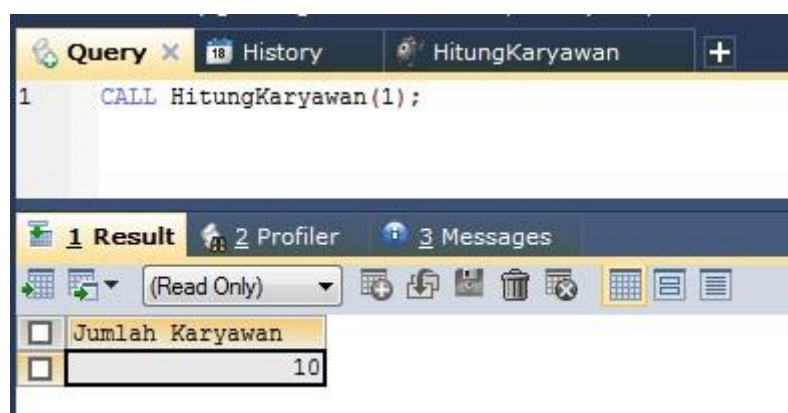 Query History HitungKaryawan
1 CALL HitungKaryawan(1);
1 Result 2 Profiler 3 Messages
(Read Only)
Jumlah Karyawan
10